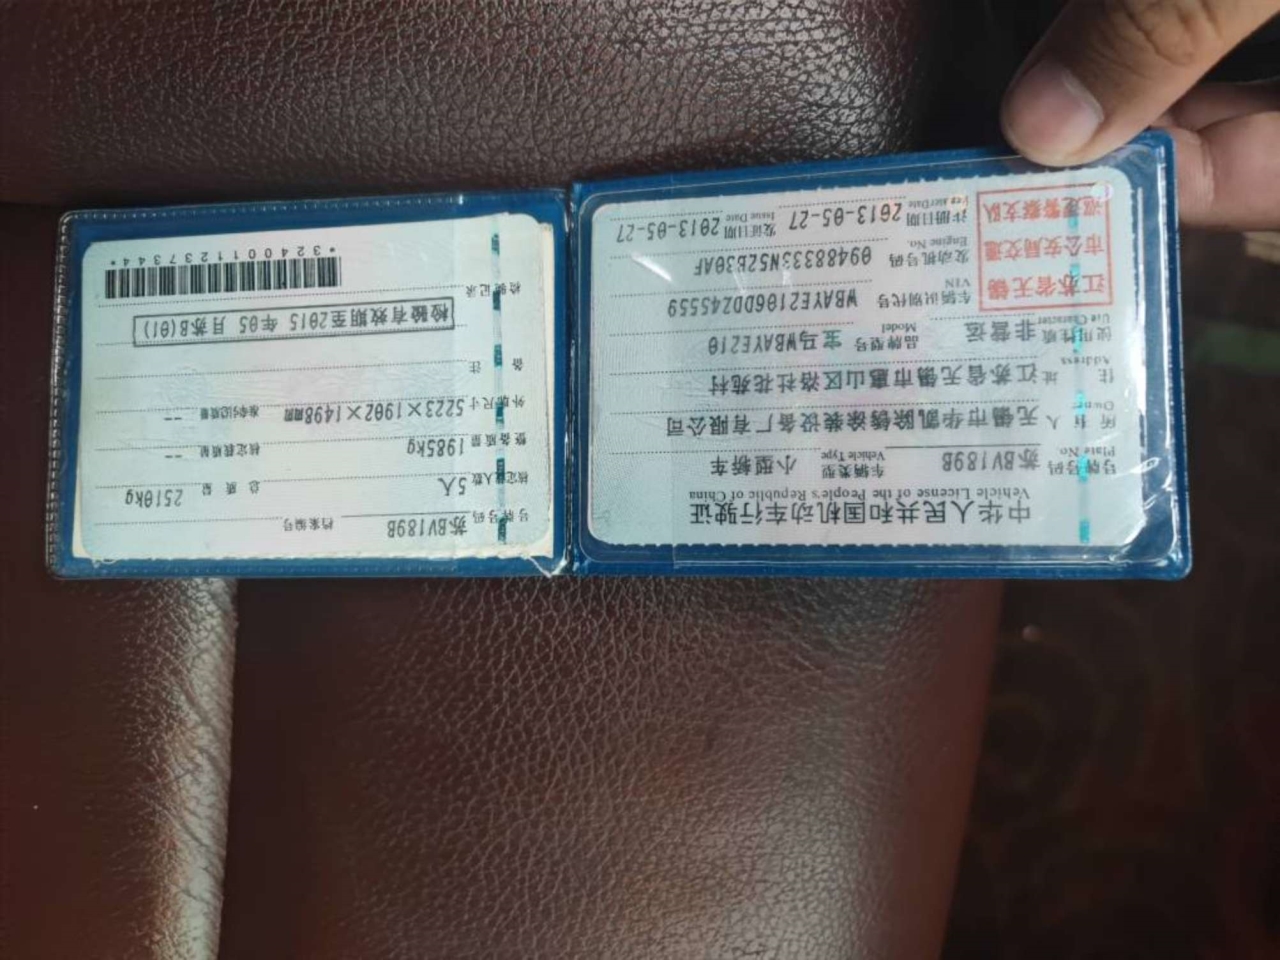 中华人民共和国机动车行驶证
Vehicle License of the People's Republic of China
号牌号码 Plate No. 苏BV189B 车辆类型 Vehicle Type 小型轿车
所有人 Owner 无锡市华凯除锈涂装设备厂有限公司
住址 Address 江苏省无锡市惠山区洛社花苑村
使用性质 Use Character 非营运 品牌型号 Model 宝马WBAYE210
江苏省无锡
市公安局交通
巡逻警察支队
车辆识别代号 VIN WBAYE2106DD245559
发动机号码 Engine No. 09488333N52B30AF
注册日期 Register Date 2013-05-27 发证日期 Issue Date 2013-05-27
号牌号码 苏BV189B 档案编号
核定载人数 5人 总质量 2510kg
整备质量 1985kg 核定载质量 --
外廓尺寸 5223×1902×1498mm 准牵引总质量 --
备注
检验有效期至2015年05月苏B(01)
检验记录
*3240011237344*